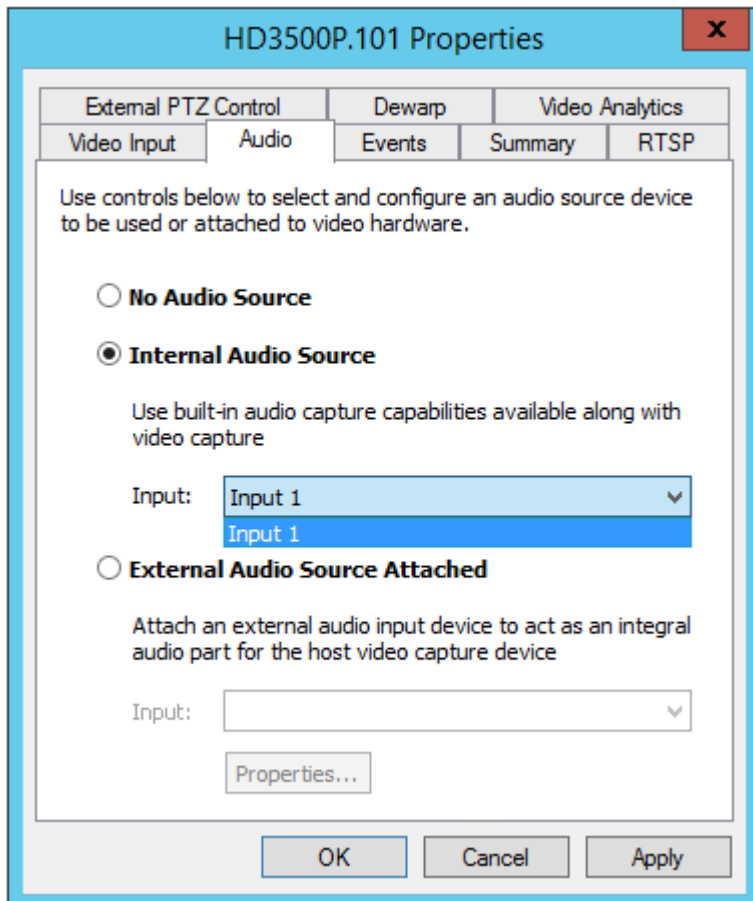 HD3500P.101 Properties
x
External PTZ Control Dewarp Video Analytics
Video Input Audio Events Summary RTSP
Use controls below to select and configure an audio source device
to be used or attached to video hardware.
No Audio Source
Internal Audio Source
Use built-in audio capture capabilities available along with
video capture
Input: Input 1
Input 1
External Audio Source Attached
Attach an external audio input device to act as an integral
audio part for the host video capture device
Input:
Properties...
OK Cancel Apply